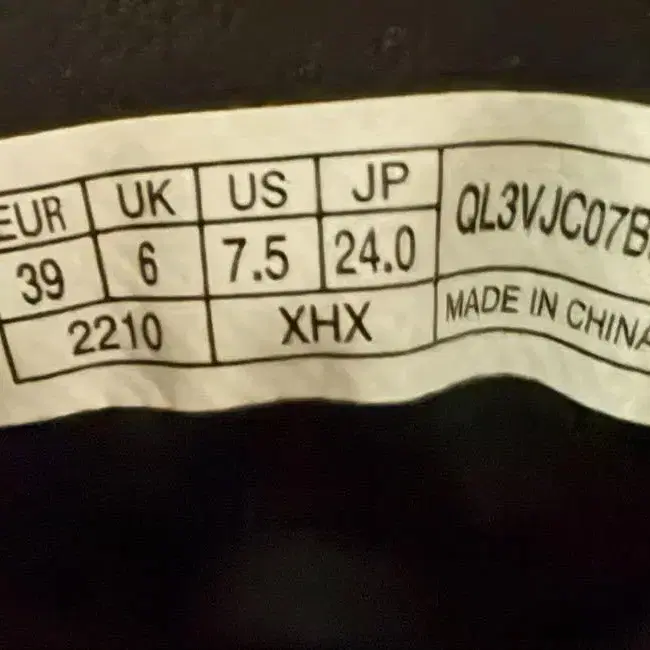 EUR UK US JP QL3VJC07B
39 6 7.5 24.0
2210 XHX MADE IN CHINA